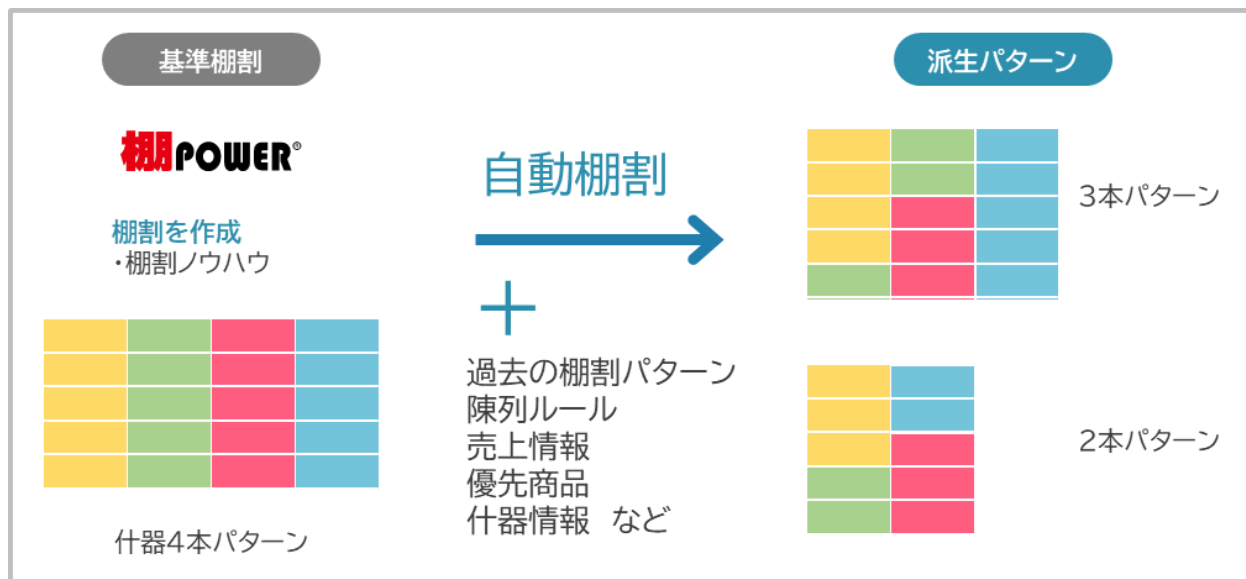 基準棚割
棚POWER®
棚割を作成
・棚割ノウハウ
什器4本パターン
自動棚割
＋
過去の棚割パターン
陳列ルール
売上情報
優先商品
什器情報　など
派生パターン
3本パターン
2本パターン